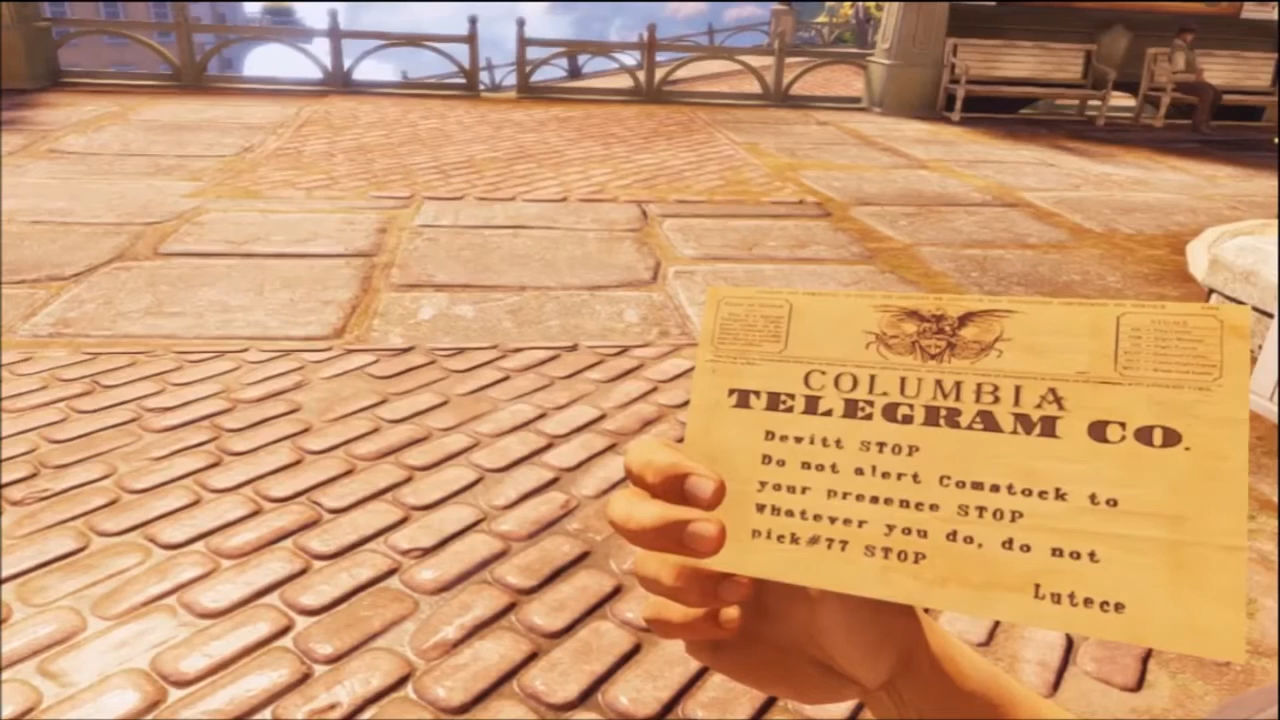 COLUMBIA
TELEGRAM CO.
Dewitt STOP
Do not alert Comstock to
your presence STOP
Whatever you do, do not
pick#77 STOP
Lutece